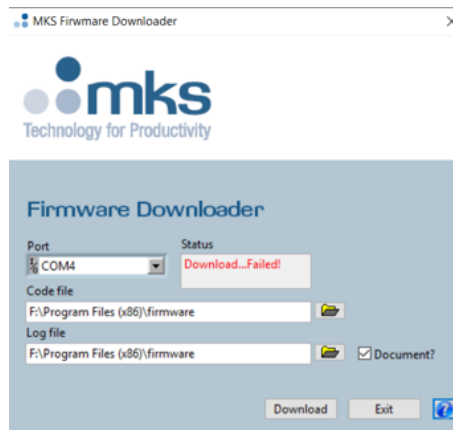 MKS Firwmare Downloader
mks
Technology for Productivity
Firmware Downloader
Port
Status
COM4
Download...Failed!
Code file
F:\Program Files (x86)\firmware
Log file
F:\Program Files (x86)\firmware
Document?
Download
Exit